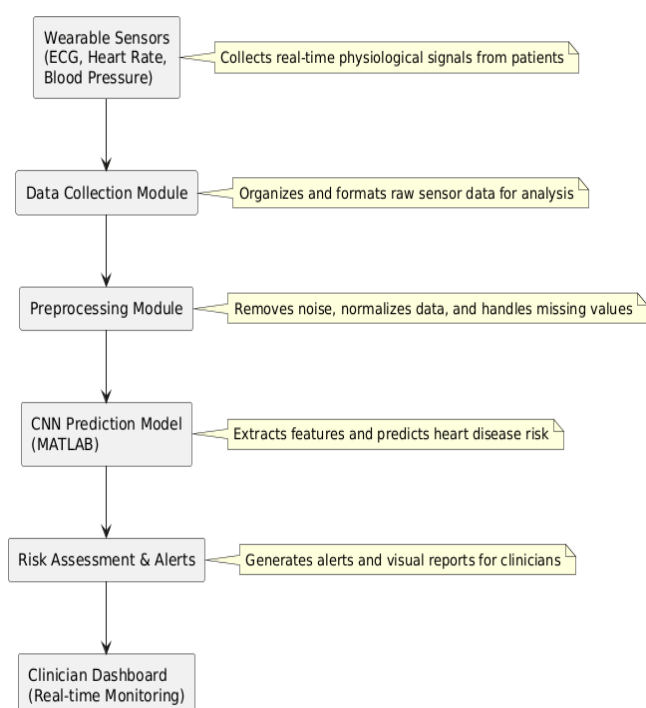 Wearable Sensors
(ECG, Heart Rate,
Blood Pressure)
Collects real-time physiological signals from patients
Data Collection Module
Organizes and formats raw sensor data for analysis
Preprocessing Module
Removes noise, normalizes data, and handles missing values
CNN Prediction Model
(MATLAB)
Extracts features and predicts heart disease risk
Risk Assessment & Alerts
Generates alerts and visual reports for clinicians
Clinician Dashboard
(Real-time Monitoring)